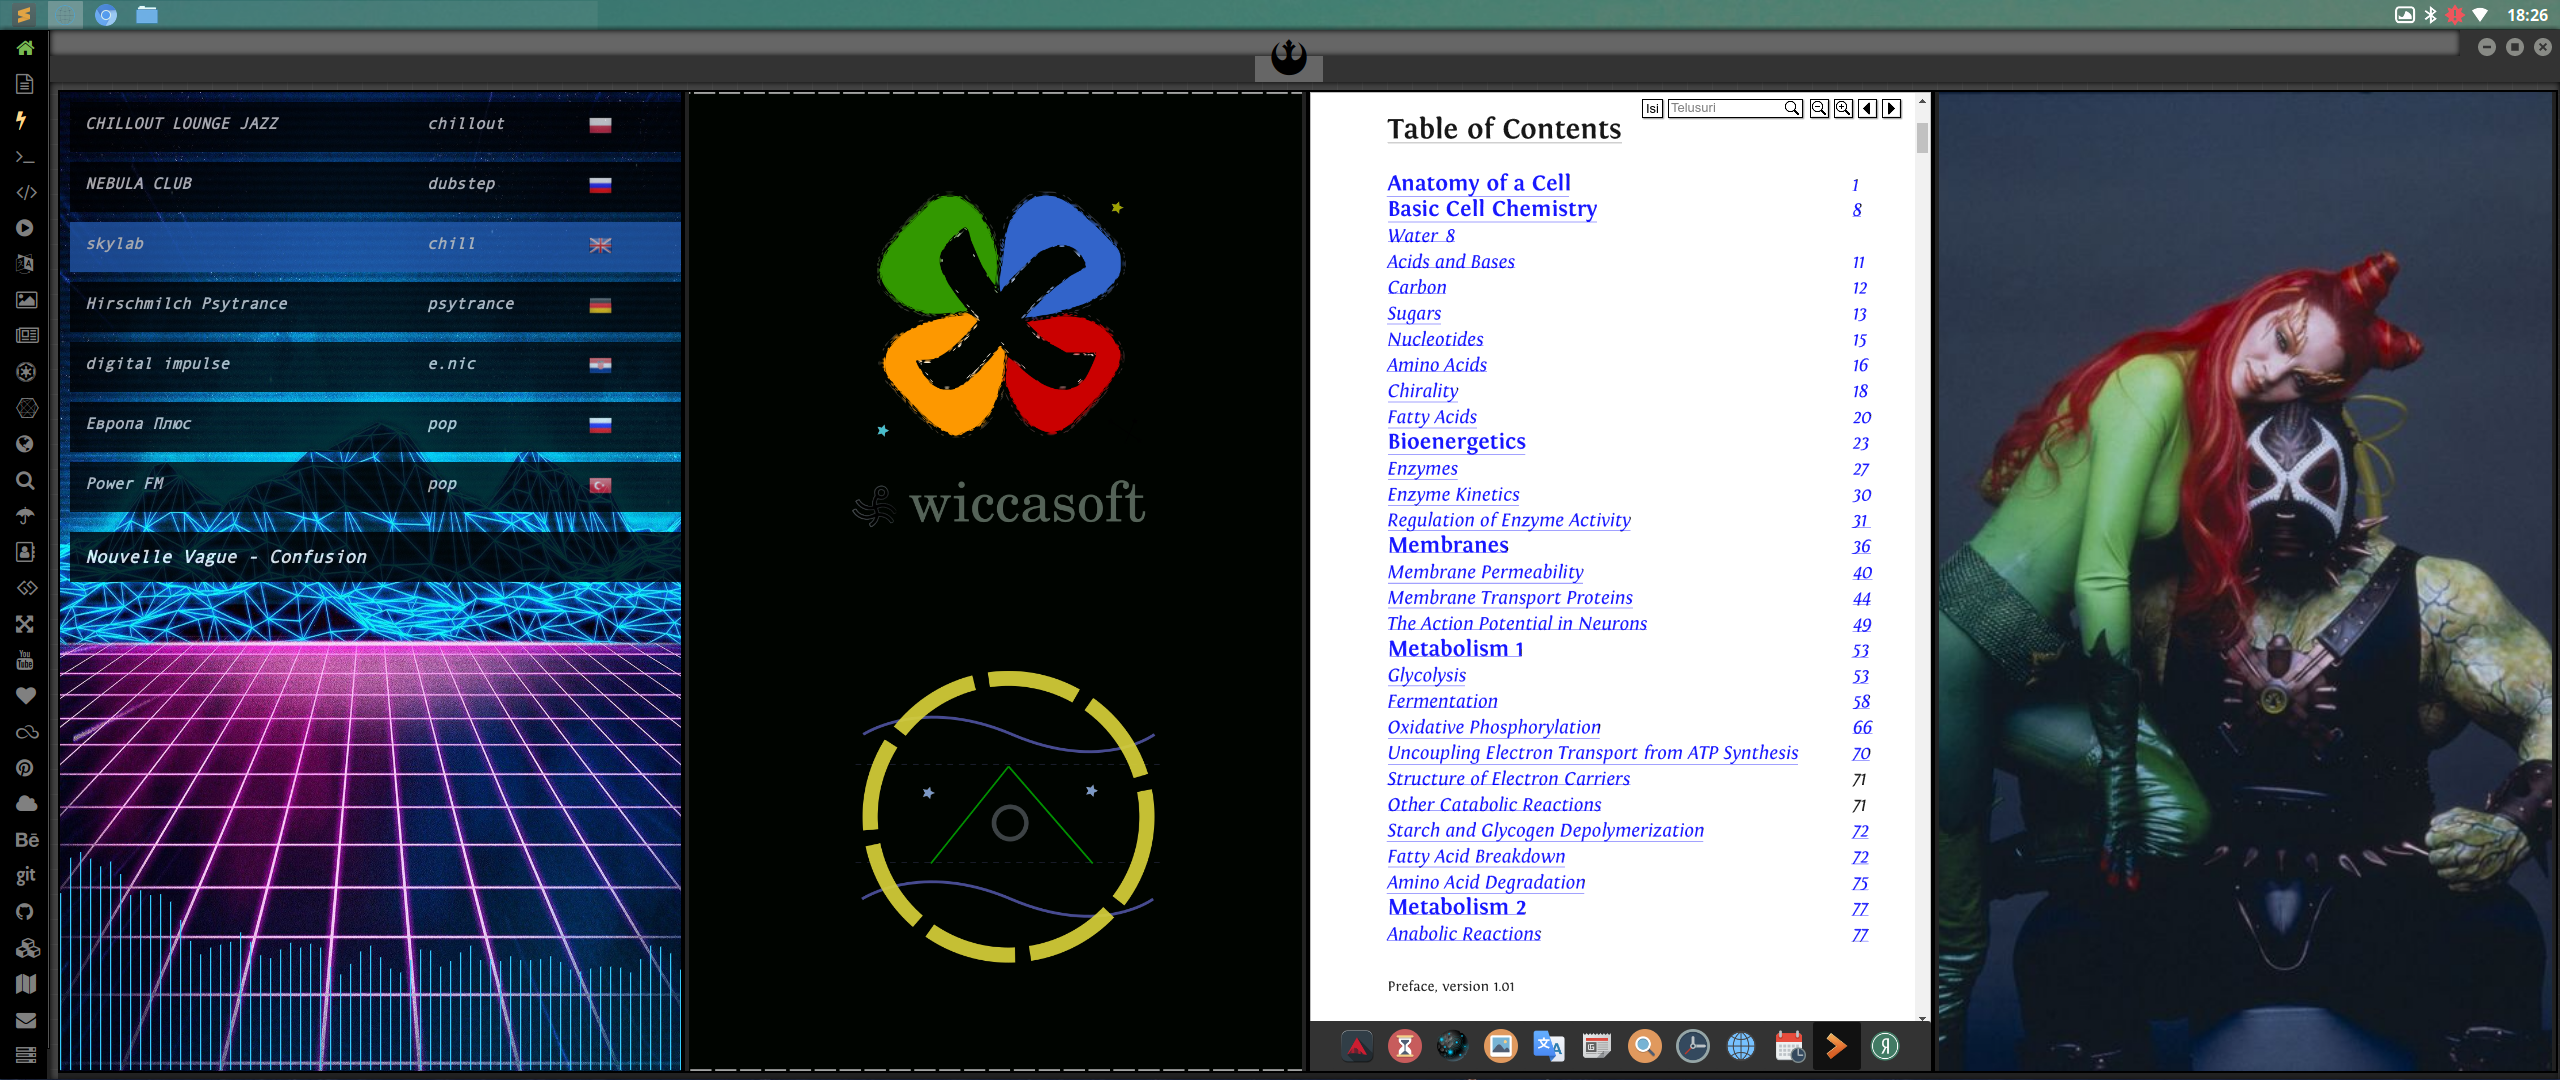 18:26
CHILLOUT LOUNGE JAZZ chillout
NEBULA CLUB dubstep
skylab chill
Hirschmilch Psytrance psytrance
digital impulse e.nic
Европа Плюс pop
Power FM pop
Nouvelle Vague - Confusion
You
Tube
Bē
git
wiccasoft
Isi Telusuri
Table of Contents
Anatomy of a Cell 1
Basic Cell Chemistry 8
Water 8
Acids and Bases 11
Carbon 12
Sugars 13
Nucleotides 15
Amino Acids 16
Chirality 18
Fatty Acids 20
Bioenergetics 23
Enzymes 27
Enzyme Kinetics 30
Regulation of Enzyme Activity 31
Membranes 36
Membrane Permeability 40
Membrane Transport Proteins 44
The Action Potential in Neurons 49
Metabolism 1 53
Glycolysis 53
Fermentation 58
Oxidative Phosphorylation 66
Uncoupling Electron Transport from ATP Synthesis 70
Structure of Electron Carriers 71
Other Catabolic Reactions 71
Starch and Glycogen Depolymerization 72
Fatty Acid Breakdown 72
Amino Acid Degradation 75
Metabolism 2 77
Anabolic Reactions 77
Preface, version 1.01